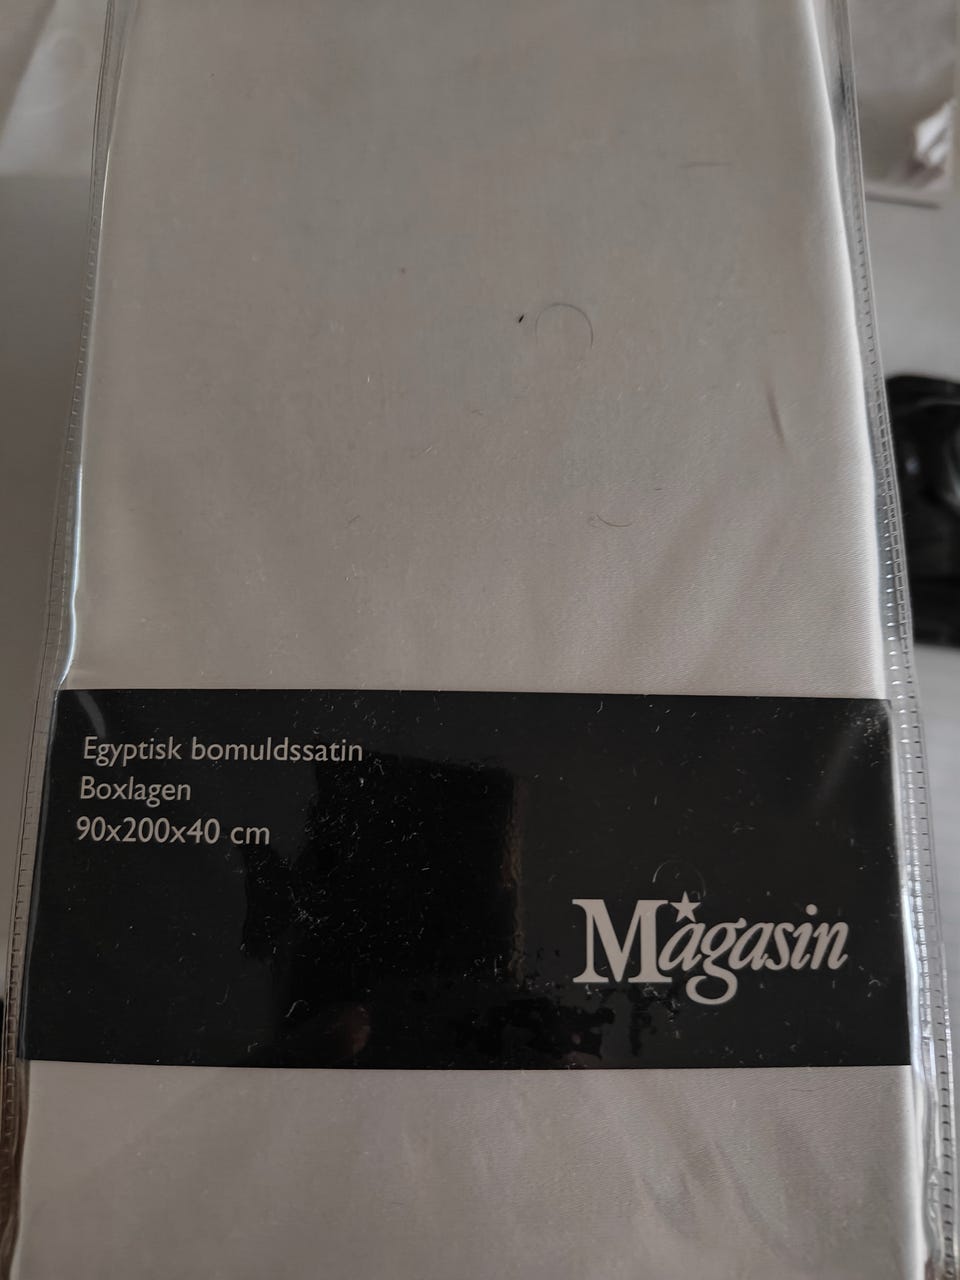 Egyptisk bomuldssatin
Boxlagen
90x200x40 cm
Magasin